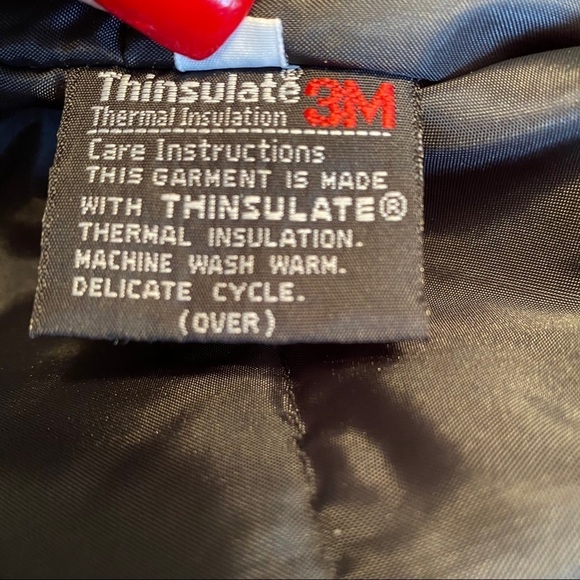 Thinsulate® 3M
Thermal Insulation
Care Instructions
THIS GARMENT IS MADE
WITH THINSULATE®
THERMAL INSULATION.
MACHINE WASH WARM.
DELICATE CYCLE.
(OVER)